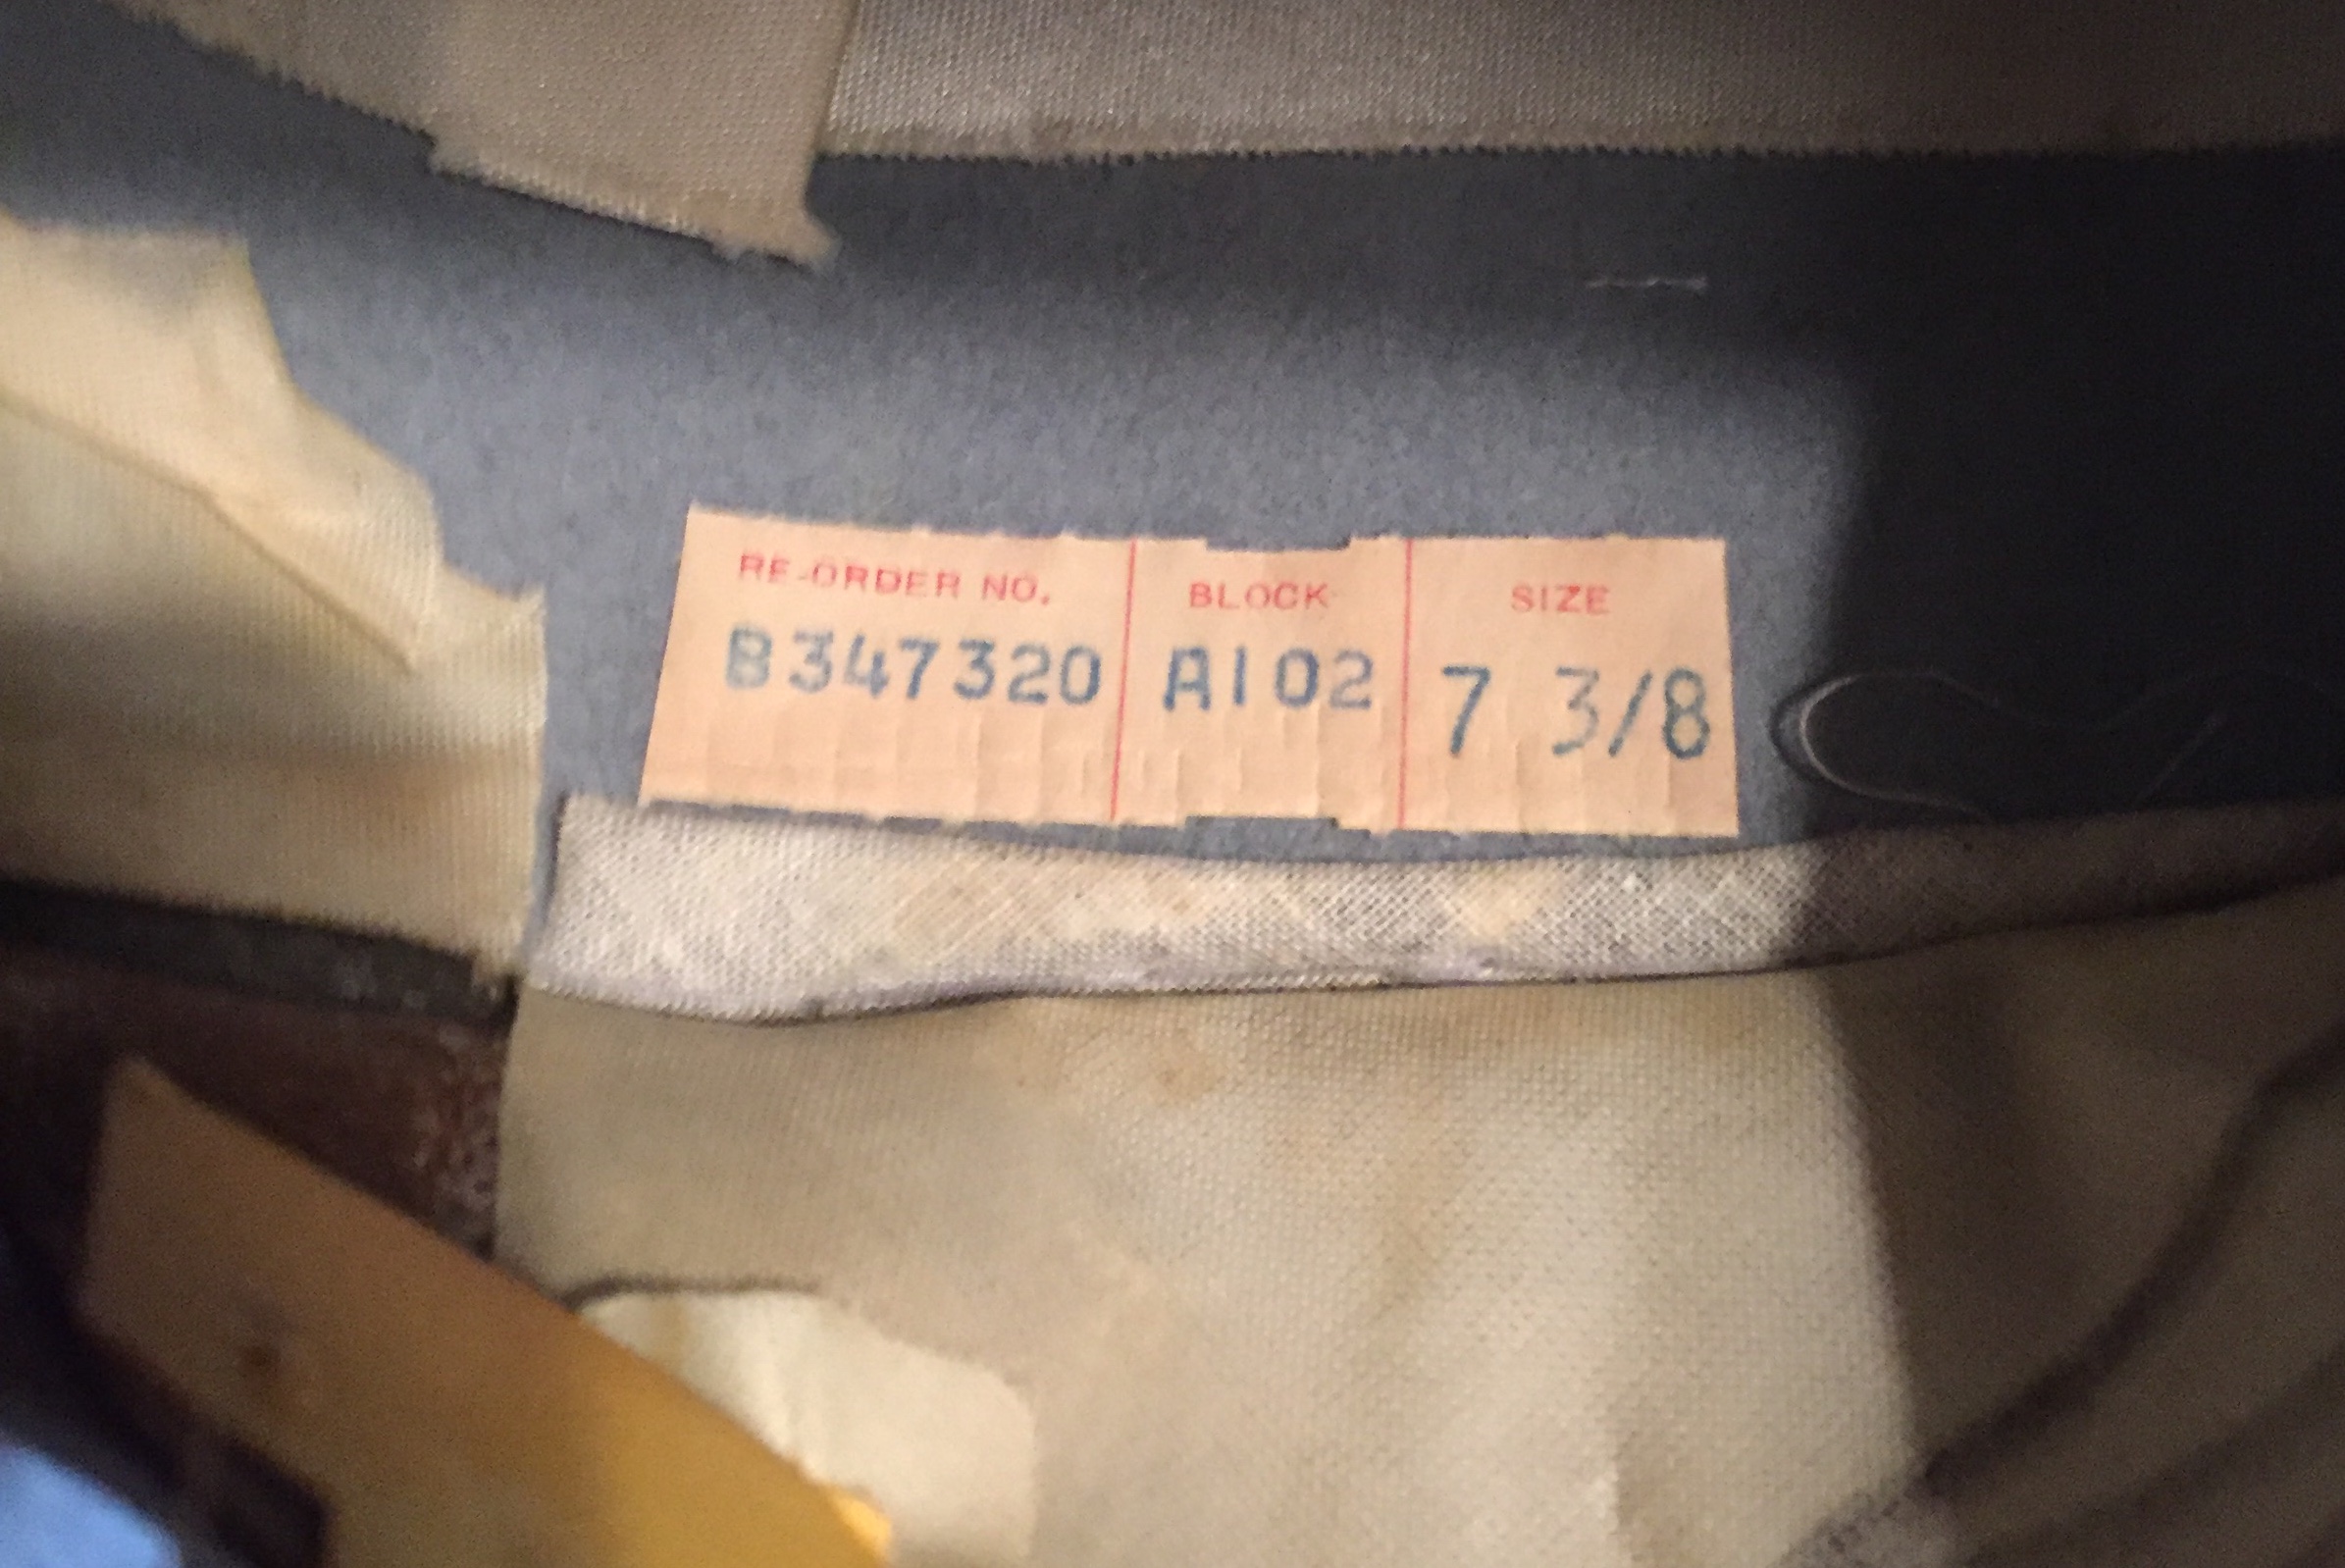 RE-ORDER NO. BLOCK SIZE
B347320 A102 7 3/8